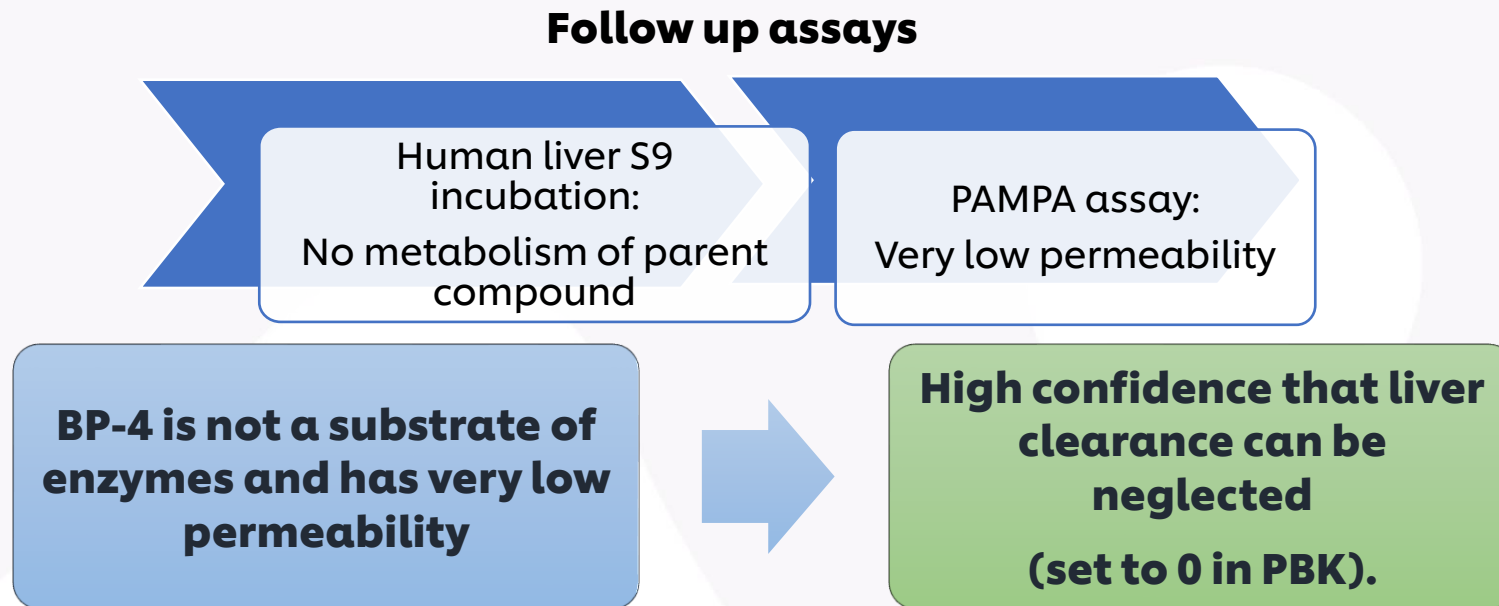 Follow up assays
Human liver S9
incubation:
No metabolism of parent
compound
PAMPA assay:
Very low permeability
BP-4 is not a substrate of
enzymes and has very low
permeability
High confidence that liver
clearance can be
neglected
(set to 0 in PBK).